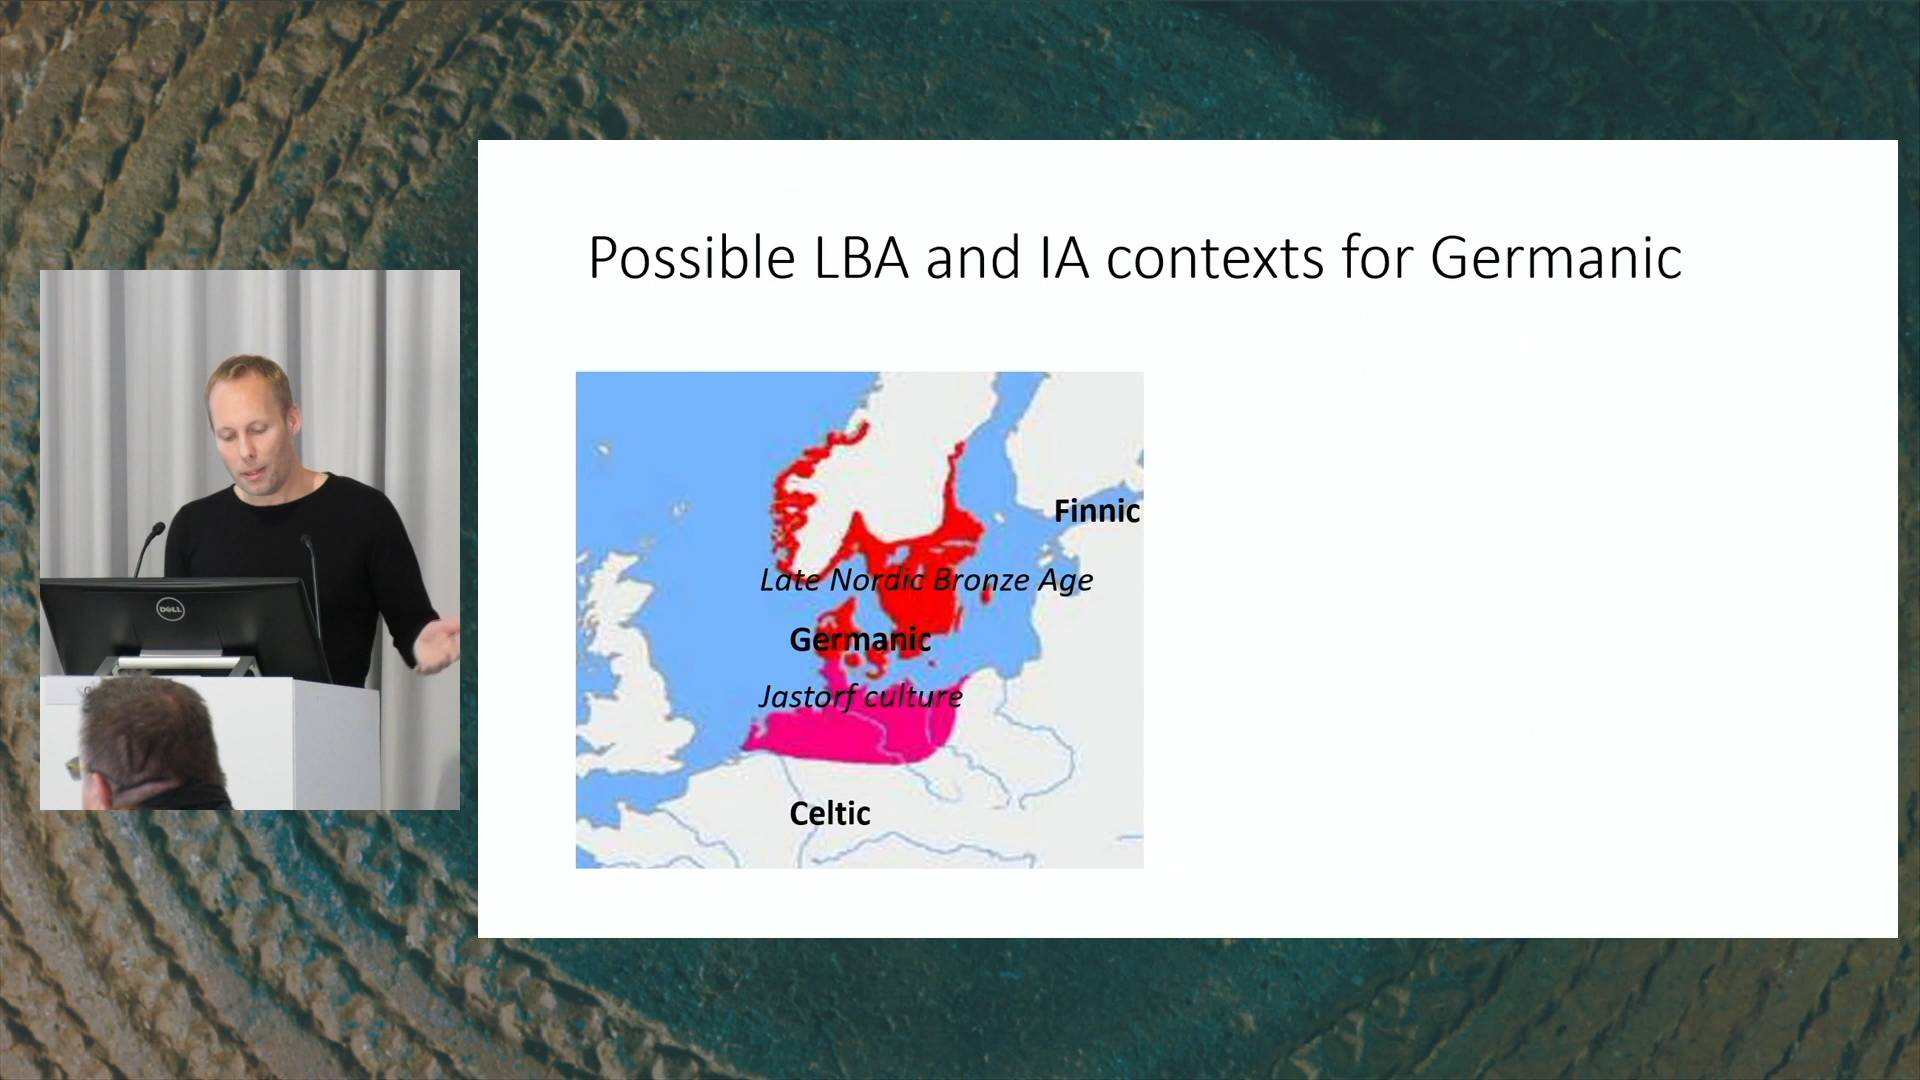 Possible LBA and IA contexts for Germanic
Finnic
Late Nordic Bronze Age
Germanic
Jastorf culture
Celtic
DELL